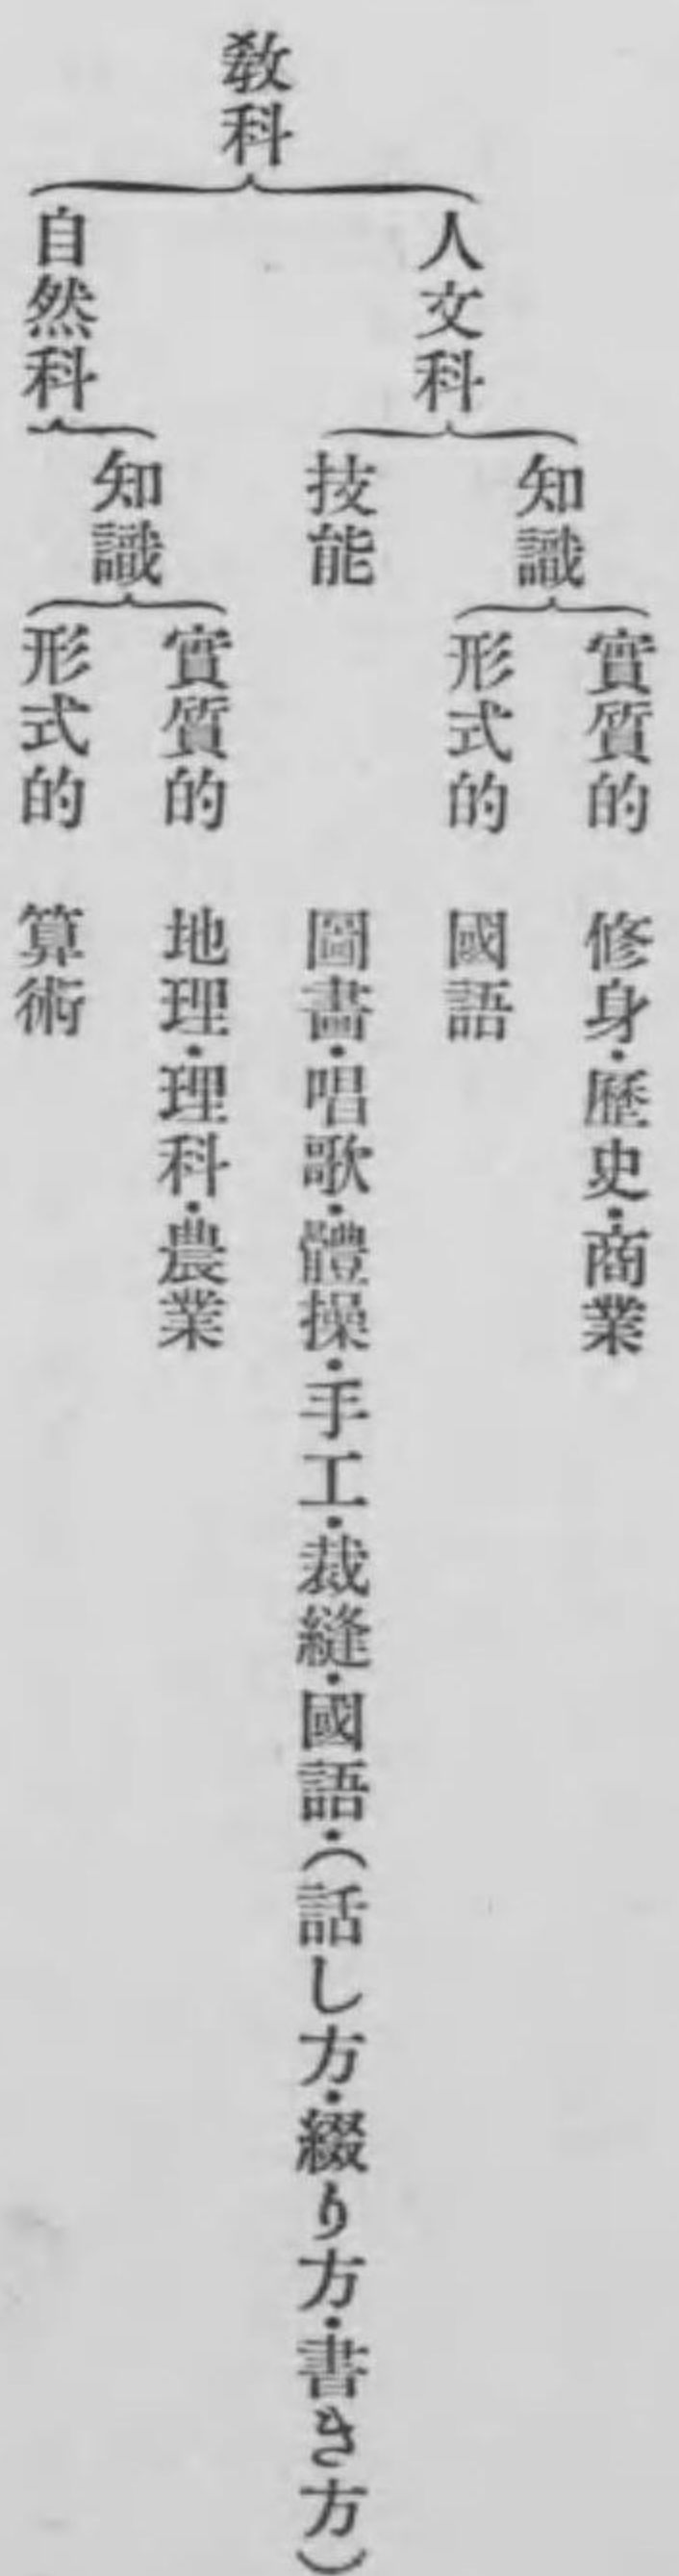 教科
人文科
知識
實質的 修身・歷史・商業
形式的 國語
技能 圖畵・唱歌・體操・手工・裁縫・國語・(話し方・綴り方・書き方)
自然科
知識
實質的 地理・理科・農業
形式的 算術